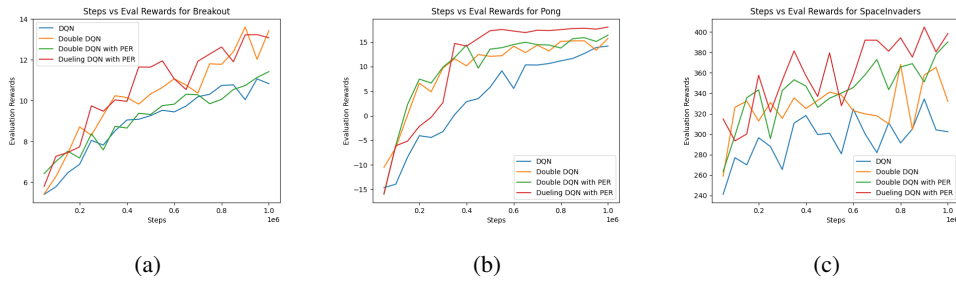 Steps vs Eval Rewards for Breakout
Evaluation Rewards
14
12
10
8
6
DQN
Double DQN
Double DQN with PER
Dueling DQN with PER
0.2
0.4
0.6
0.8
1.0
1e6
Steps
(a)
Steps vs Eval Rewards for Pong
Evaluation Rewards
15
10
5
0
−5
−10
−15
DQN
Double DQN
Double DQN with PER
Dueling DQN with PER
0.0
0.2
0.4
0.6
0.8
1.0
1e6
Steps
(b)
Steps vs Eval Rewards for SpaceInvaders
Evaluation Rewards
400
380
360
340
320
300
280
260
240
DQN
Double DQN
Double DQN with PER
Dueling DQN with PER
0.0
0.2
0.4
0.6
0.8
1.0
1e6
Steps
(c)